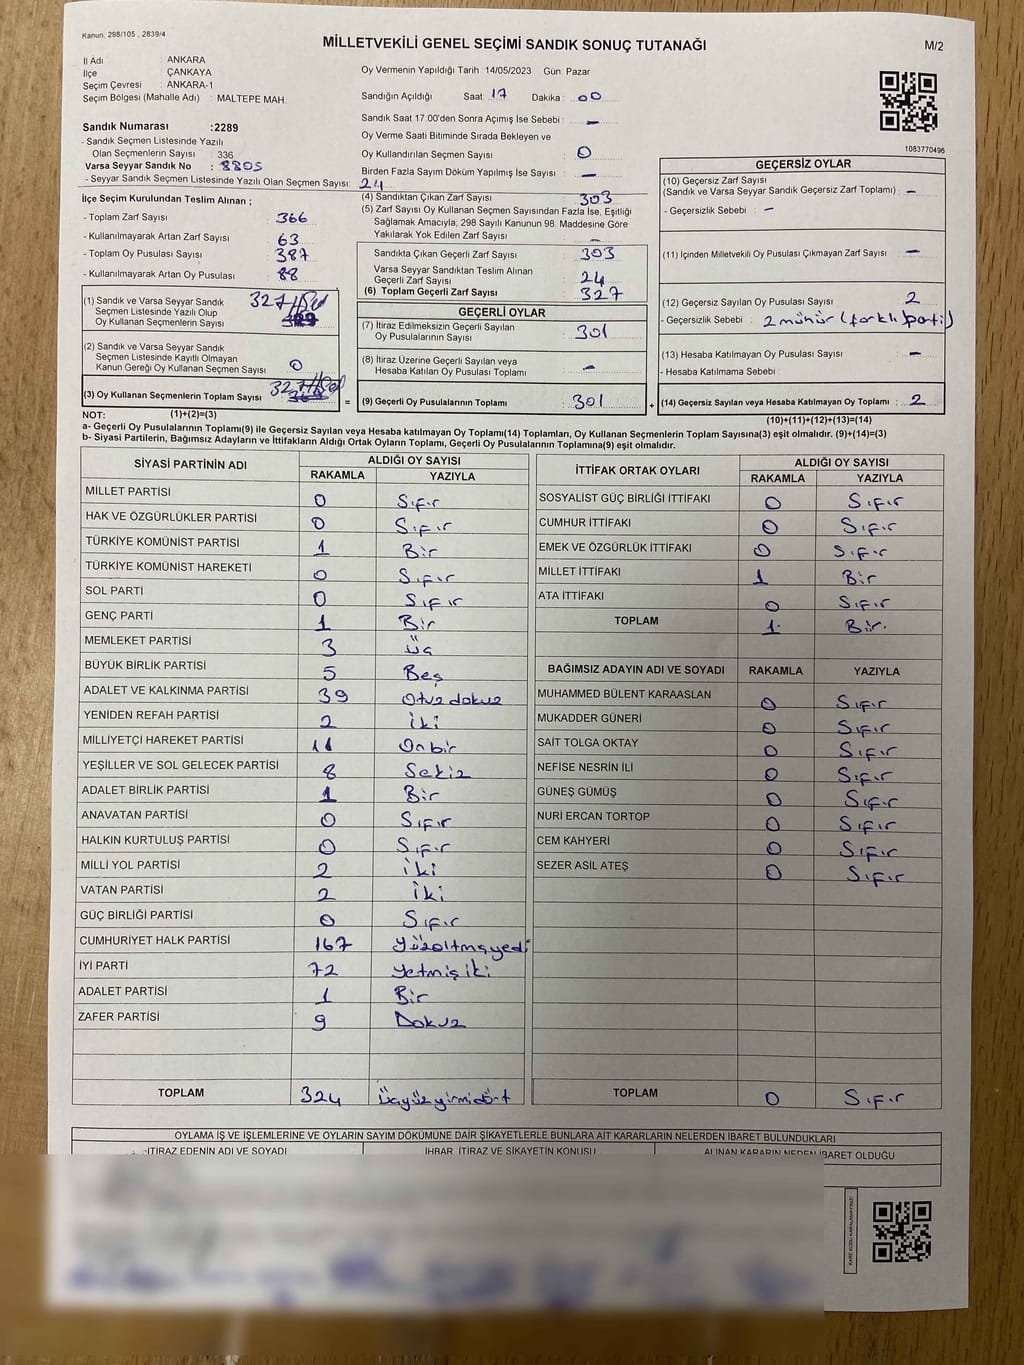 Kanun; 298/105 , 2839/4
MİLLETVEKİLİ GENEL SEÇİMİ SANDIK SONUÇ TUTANAĞI
M/2
İl Adı : ANKARA
İlçe : ÇANKAYA
Seçim Çevresi : ANKARA-1
Seçim Bölgesi (Mahalle Adı) : MALTEPE MAH.
Sandık Numarası :2289
- Sandık Seçmen Listesinde Yazılı
Olan Seçmenlerin Sayısı : 336
Varsa Seyyar Sandık No : 8805
- Seyyar Sandık Seçmen Listesinde Yazılı Olan Seçmen Sayısı: 24
Oy Vermenin Yapıldığı Tarih :14/05/2023 Gün: Pazar
Sandığın Açıldığı Saat: 17 Dakika : 00
Sandık Saat 17.00'den Sonra Açımış İse Sebebi : -
Oy Verme Saati Bitiminde Sırada Bekleyen ve
Oy Kullandırılan Seçmen Sayısı : 0
Birden Fazla Sayım Döküm Yapılmış İse Sayısı : -
1083770496
İlçe Seçim Kurulundan Teslim Alınan ;
- Toplam Zarf Sayısı : 366
- Kullanılmayarak Artan Zarf Sayısı : 63
- Toplam Oy Pusulası Sayısı : 387
- Kullanılmayarak Artan Oy Pusulası : 88
(1) Sandık ve Varsa Seyyar Sandık
Seçmen Listesinde Yazılı Olup
Oy Kullanan Seçmenlerin Sayısı : 327
(2) Sandık ve Varsa Seyyar Sandık
Seçmen Listesinde Kayıtlı Olmayan
Kanun Gereği Oy Kullanan Seçmen Sayısı : 0
(3) Oy Kullanan Seçmenlerin Toplam Sayısı : 327
(4) Sandıktan Çıkan Zarf Sayısı : 303
(5) Zarf Sayısı Oy Kullanan Seçmen Sayısından Fazla İse, Eşitliği
Sağlamak Amacıyla; 298 Sayılı Kanunun 98. Maddesine Göre
Yakılarak Yok Edilen Zarf Sayısı : -
Sandıkta Çıkan Geçerli Zarf Sayısı : 303
Varsa Seyyar Sandıktan Teslim Alınan
Geçerli Zarf Sayısı : 24
(6) Toplam Geçerli Zarf Sayısı : 327
GEÇERLİ OYLAR
(7) İtiraz Edilmeksizin Geçerli Sayılan
Oy Pusulalarının Sayısı : 301
(8) İtiraz Üzerine Geçerli Sayılan veya
Hesaba Katılan Oy Pusulası Toplamı : -
= (9) Geçerli Oy Pusulalarının Toplamı : 301
GEÇERSİZ OYLAR
(10) Geçersiz Zarf Sayısı
(Sandık ve Varsa Seyyar Sandık Geçersiz Zarf Toplamı) : -
- Geçersizlik Sebebi : -
(11) İçinden Milletvekili Oy Pusulası Çıkmayan Zarf Sayısı : -
(12) Geçersiz Sayılan Oy Pusulası Sayısı : 2
- Geçersizlik Sebebi : 2 mühür (farklı parti)
(13) Hesaba Katılmayan Oy Pusulası Sayısı : -
- Hesaba Katılmama Sebebi :
+ (14) Geçersiz Sayılan veya Hesaba Katılmayan Oy Toplamı : 2
NOT: (1)+(2)=(3)
(10)+(11)+(12)+(13)=(14)
a- Geçerli Oy Pusulalarının Toplamı(9) ile Geçersiz Sayılan veya Hesaba katılmayan Oy Toplamı(14) Toplamları, Oy Kullanan Seçmenlerin Toplam Sayısına(3) eşit olmalıdır. (9)+(14)=(3)
b- Siyasi Partilerin, Bağımsız Adayların ve İttifakların Aldığı Ortak Oyların Toplamı, Geçerli Oy Pusulalarının Toplamına(9) eşit olmalıdır.
SİYASİ PARTİNİN ADI ALDIĞI OY SAYISI
RAKAMLA YAZIYLA
MİLLET PARTİSİ 0 Sıfır
HAK VE ÖZGÜRLÜKLER PARTİSİ 0 Sıfır
TÜRKİYE KOMÜNİST PARTİSİ 1 Bir
TÜRKİYE KOMÜNİST HAREKETİ 0 Sıfır
SOL PARTİ 0 Sıfır
GENÇ PARTİ 1 Bir
MEMLEKET PARTİSİ 3 Üç
BÜYÜK BİRLİK PARTİSİ 5 Beş
ADALET VE KALKINMA PARTİSİ 39 Otuz dokuz
YENİDEN REFAH PARTİSİ 2 İki
MİLLİYETÇİ HAREKET PARTİSİ 11 Onbir
YEŞİLLER VE SOL GELECEK PARTİSİ 8 Sekiz
ADALET BİRLİK PARTİSİ 1 Bir
ANAVATAN PARTİSİ 0 Sıfır
HALKIN KURTULUŞ PARTİSİ 0 Sıfır
MİLLİ YOL PARTİSİ 2 İki
VATAN PARTİSİ 2 İki
GÜÇ BİRLİĞİ PARTİSİ 0 Sıfır
CUMHURİYET HALK PARTİSİ 167 Yüzaltmışyedi
İYİ PARTİ 72 Yetmiş iki
ADALET PARTİSİ 1 Bir
ZAFER PARTİSİ 9 Dokuz
TOPLAM 324 Üçyüz yirmidört
İTTİFAK ORTAK OYLARI ALDIĞI OY SAYISI
RAKAMLA YAZIYLA
SOSYALİST GÜÇ BİRLİĞİ İTTİFAKI 0 Sıfır
CUMHUR İTTİFAKI 0 Sıfır
EMEK VE ÖZGÜRLÜK İTTİFAKI 0 Sıfır
MİLLET İTTİFAKI 1 Bir
ATA İTTİFAKI 0 Sıfır
TOPLAM 1 Bir.
BAĞIMSIZ ADAYIN ADI VE SOYADI RAKAMLA YAZIYLA
MUHAMMED BÜLENT KARAASLAN 0 Sıfır
MUKADDER GÜNERİ 0 Sıfır
SAİT TOLGA OKTAY 0 Sıfır
NEFİSE NESRİN İLİ 0 Sıfır
GÜNEŞ GÜMÜŞ 0 Sıfır
NURİ ERCAN TORTOP 0 Sıfır
CEM KAHYERİ 0 Sıfır
SEZER ASİL ATEŞ 0 Sıfır
TOPLAM 0 Sıfır
OYLAMA İŞ VE İŞLEMLERİNE VE OYLARIN SAYIM DÖKÜMÜNE DAİR ŞİKAYETLERLE BUNLARA AİT KARARLARIN NELERDEN İBARET BULUNDUKLARI
İTİRAZ EDENİN ADI VE SOYADI İHBAR, İTİRAZ VE ŞİKAYETİN KONUSU ALINAN KARARIN NEDEN İBARET OLDUĞU
KARE KODU KARALAMAYINIZ!